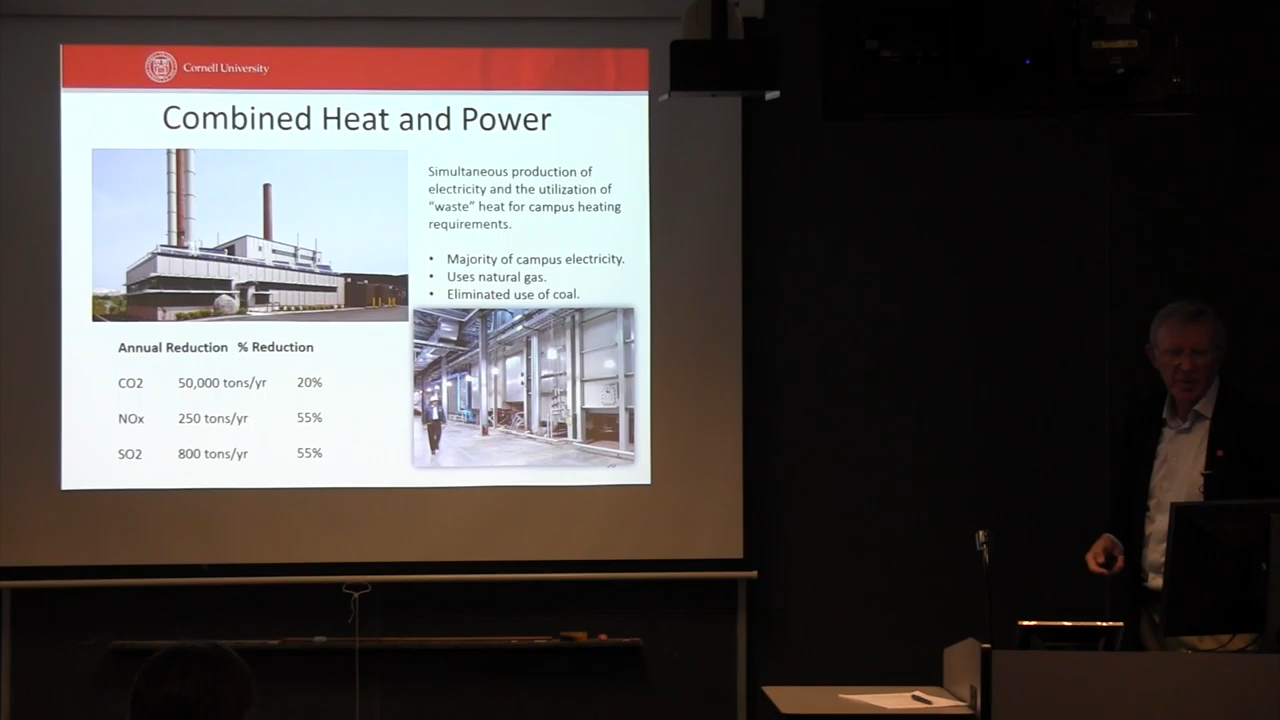 Cornell University
Combined Heat and Power
Simultaneous production of
electricity and the utilization of
“waste” heat for campus heating
requirements.
• Majority of campus electricity.
• Uses natural gas.
• Eliminated use of coal.
Annual Reduction % Reduction
CO2 50,000 tons/yr 20%
NOx 250 tons/yr 55%
SO2 800 tons/yr 55%